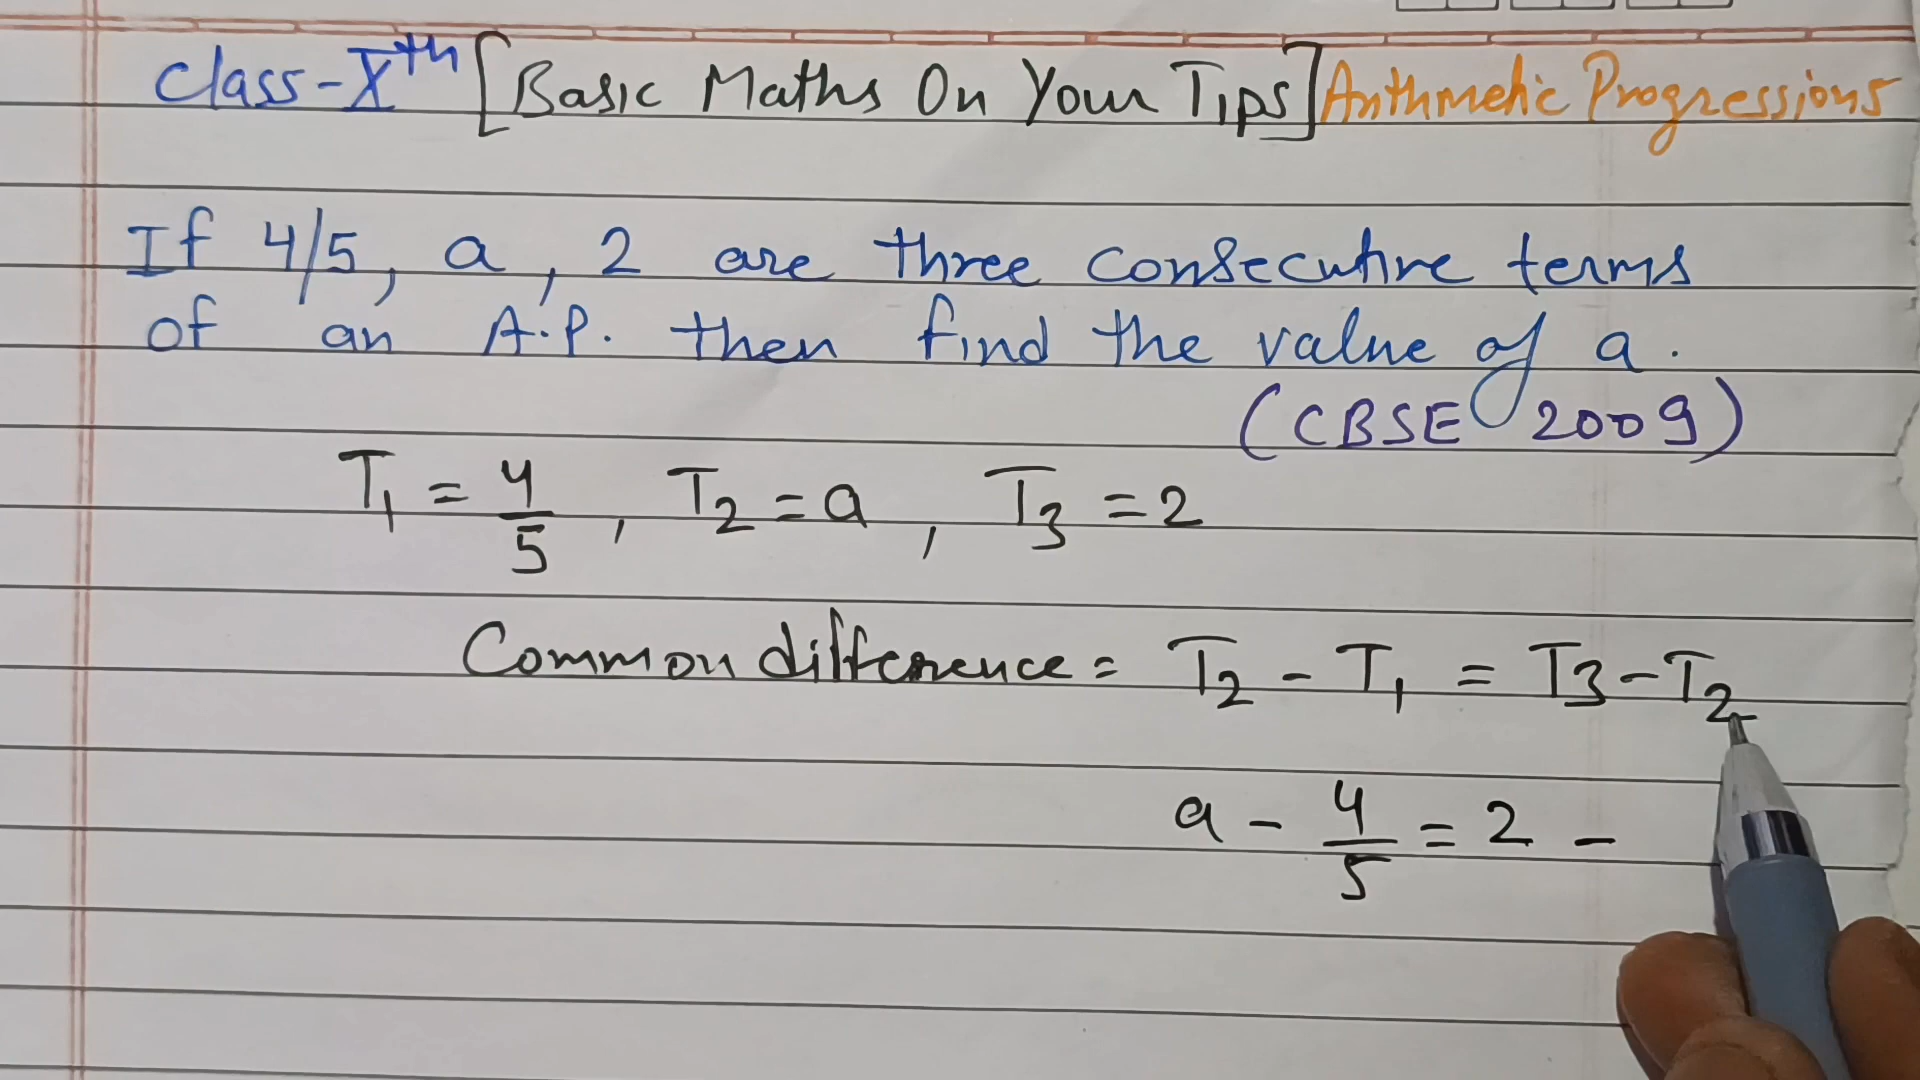 Class-Xth [Basic Maths On Your Tips] Arithmetic Progressions
If 4/5, a, 2 are three consecutive terms
of an A.P. then find the value of a.
(CBSE 2009)
T₁ = 4/5, T₂ = a, T₃ = 2
Common difference = T₂ - T₁ = T₃ - T₂
a - 4/5 = 2 -